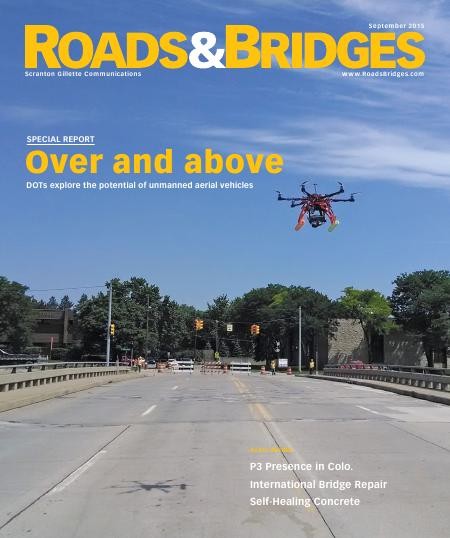 September 2015
ROADS&BRIDGES
Scranton Gillette Communications www.RoadsBridges.com
SPECIAL REPORT
Over and above
DOTs explore the potential of unmanned aerial vehicles
P3 Presence in Colo.
International Bridge Repair
Self-Healing Concrete